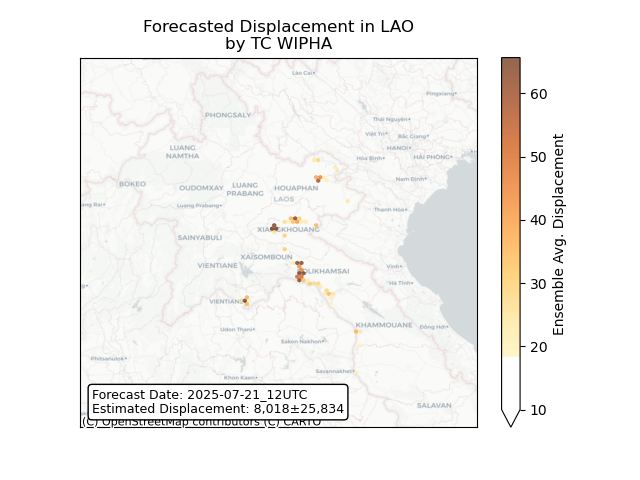 Forecasted Displacement in LAO
by TC WIPHA
Lào Cai
Pingxiang
PHONGSALY
Thái Nguyên
Việt Trì
Bắc Giang
LUANG
NAMTHA
HANOI
HẢI PHÒNG
Hòa Bình
Nam Định
BOKEO
OUDOMXAY
LUANG
PRABANG
HOUAPHAN
LAOS
Luang Prabang
Thanh Hóa
SAINYABULI
XAISOMBOUN
VIENTIANE
OLIKHAMSAI
Vinh
Hà Tĩnh
VIENTIANE
Udon Thani
KHAMMOUANE
Đồng Hới
Sakon Nakhon
Phitsanulok
Savannakhet
Khon Kaen
SALAVAN
Forecast Date: 2025-07-21_12UTC
Estimated Displacement: 8,018±25,834
(C) OpenStreetMap contributors (C) CARTO
60
50
40
30
20
10
Ensemble Avg. Displacement